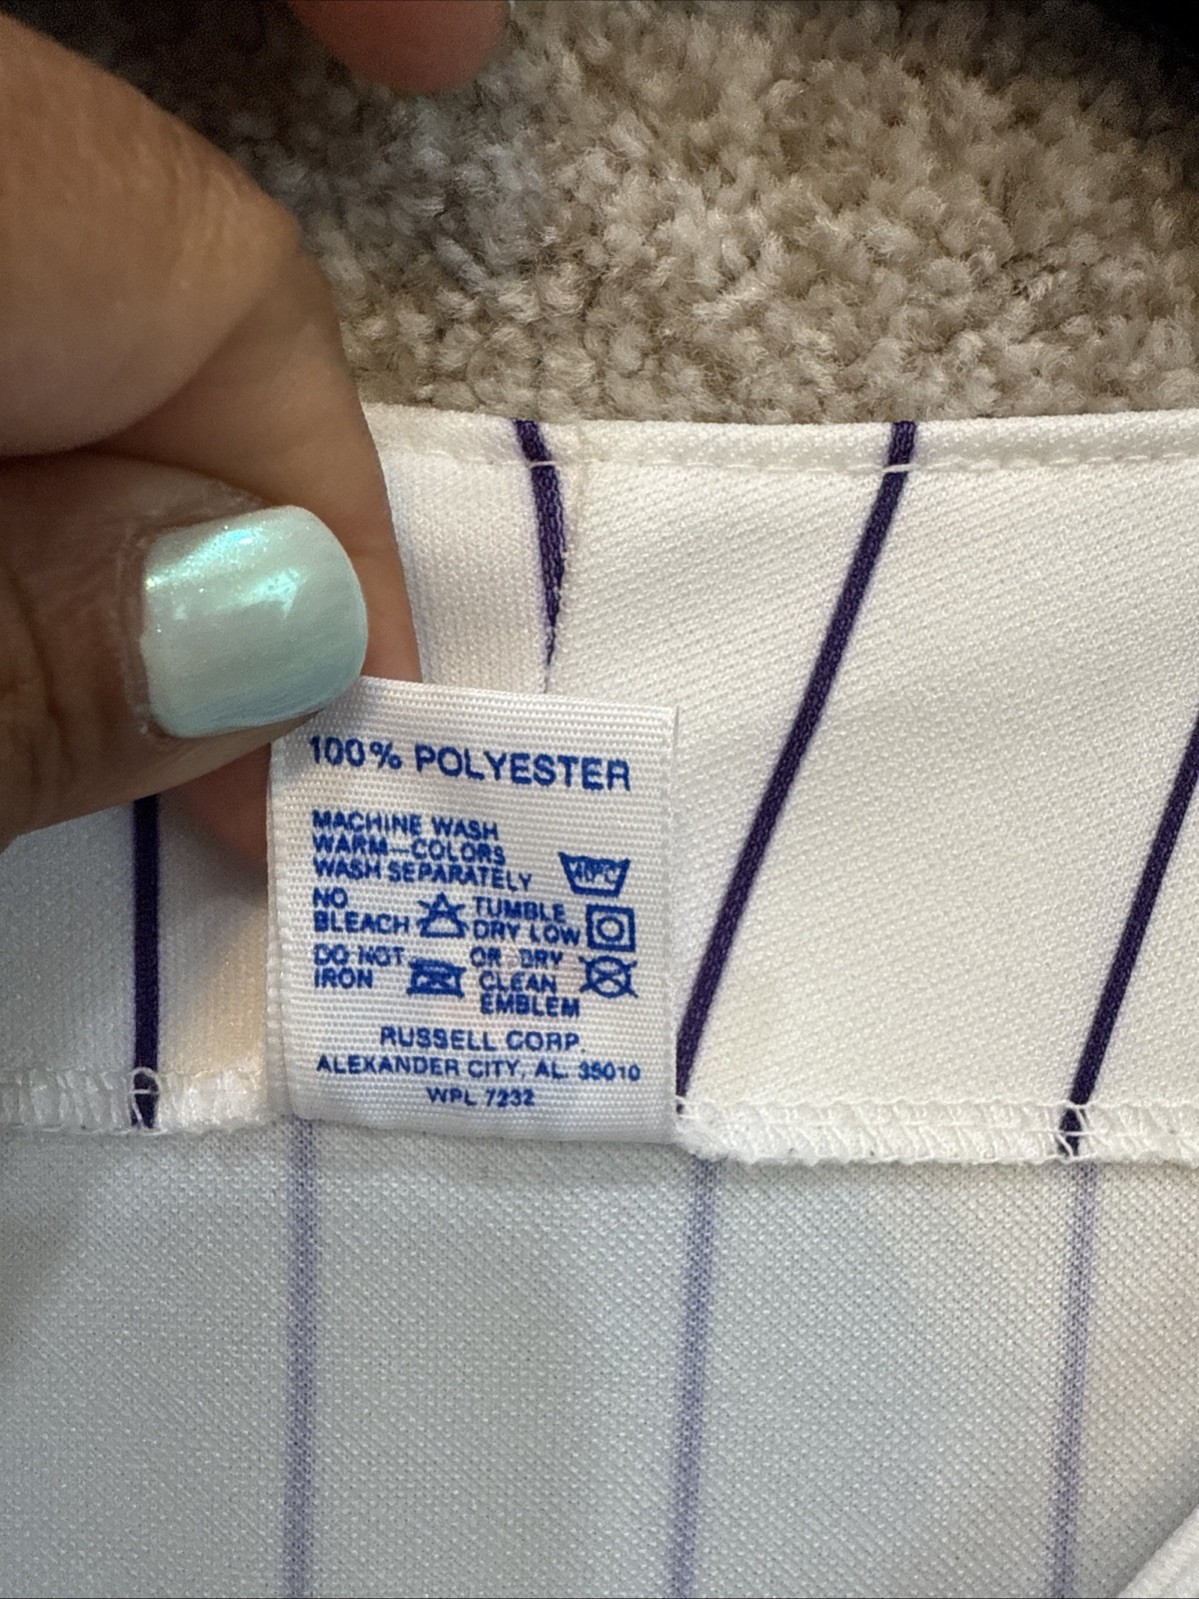 100% POLYESTER
MACHINE WASH
WARM—COLORS
WASH SEPARATELY
NO
BLEACH
TUMBLE
DRY LOW
DO NOT
IRON
OR DRY
CLEAN
EMBLEM
RUSSELL CORP.
ALEXANDER CITY, AL. 35010
WPL 7232